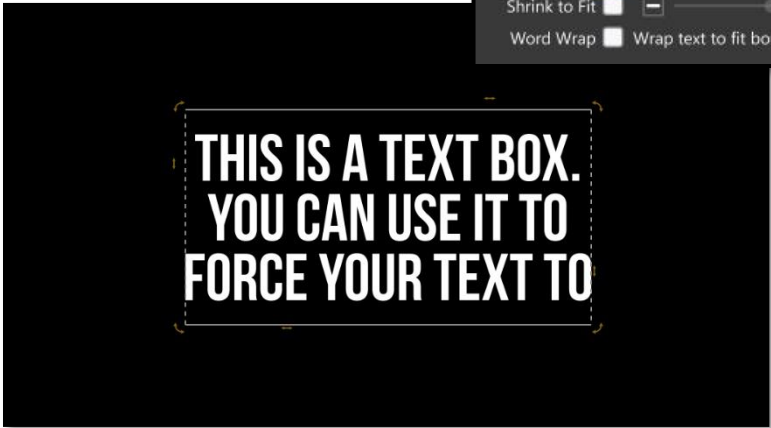 Shrink to Fit
Word Wrap Wrap text to fit bo
THIS IS A TEXT BOX.
YOU CAN USE IT TO
FORCE YOUR TEXT TO